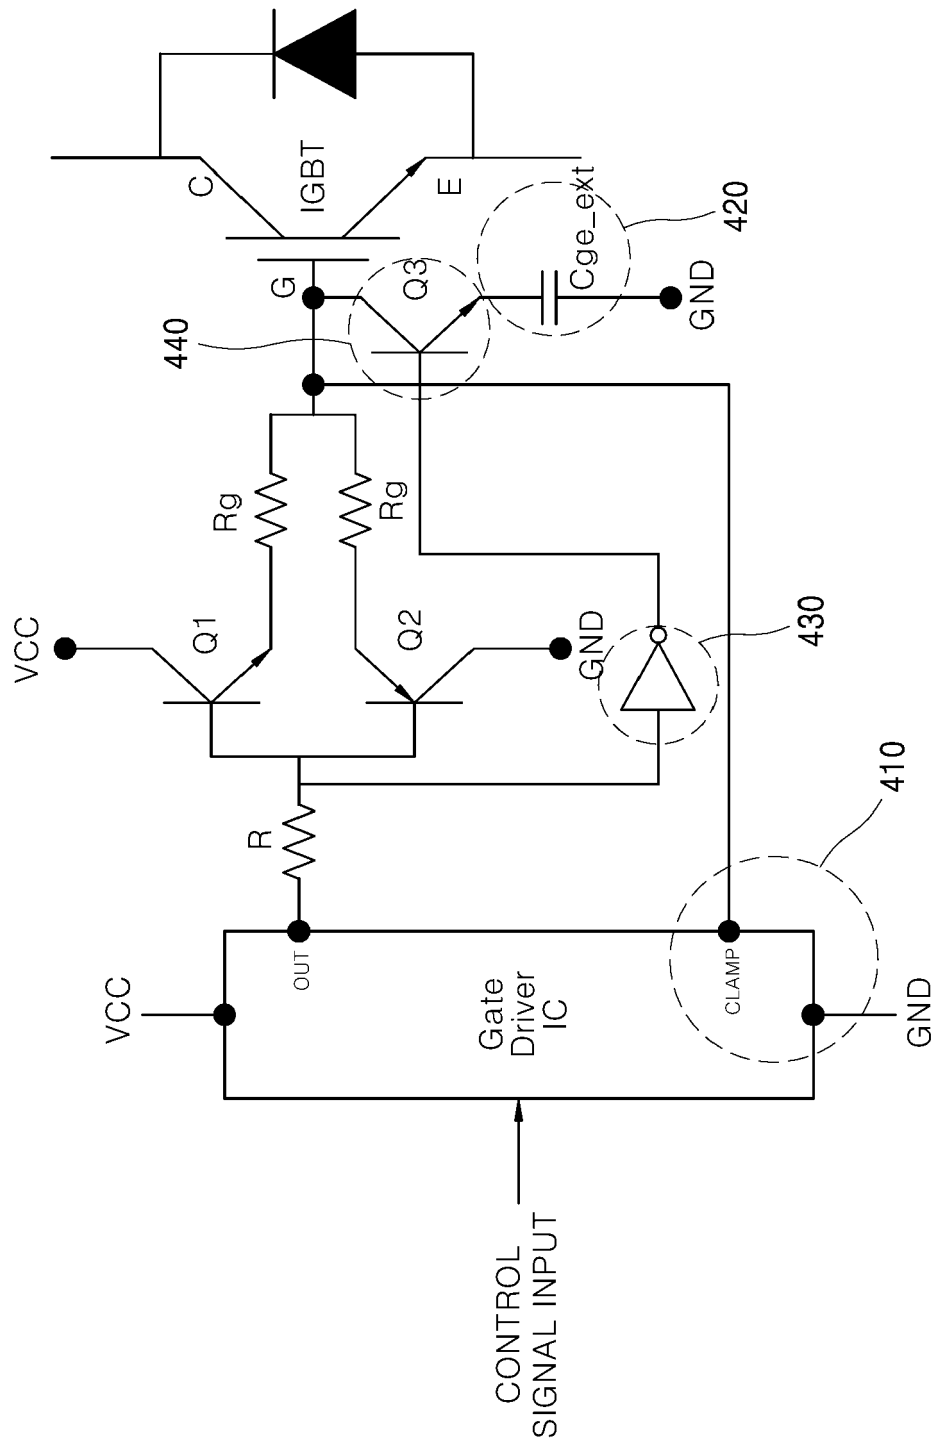 VCC
VCC
OUT
Gate
Driver
IC
CLAMP
GND
CONTROL
SIGNAL INPUT
R
Q1
Q2
GND
Rg
Rg
430
410
440
G
Q3
C
IGBT
E
Cge_ext
GND
420